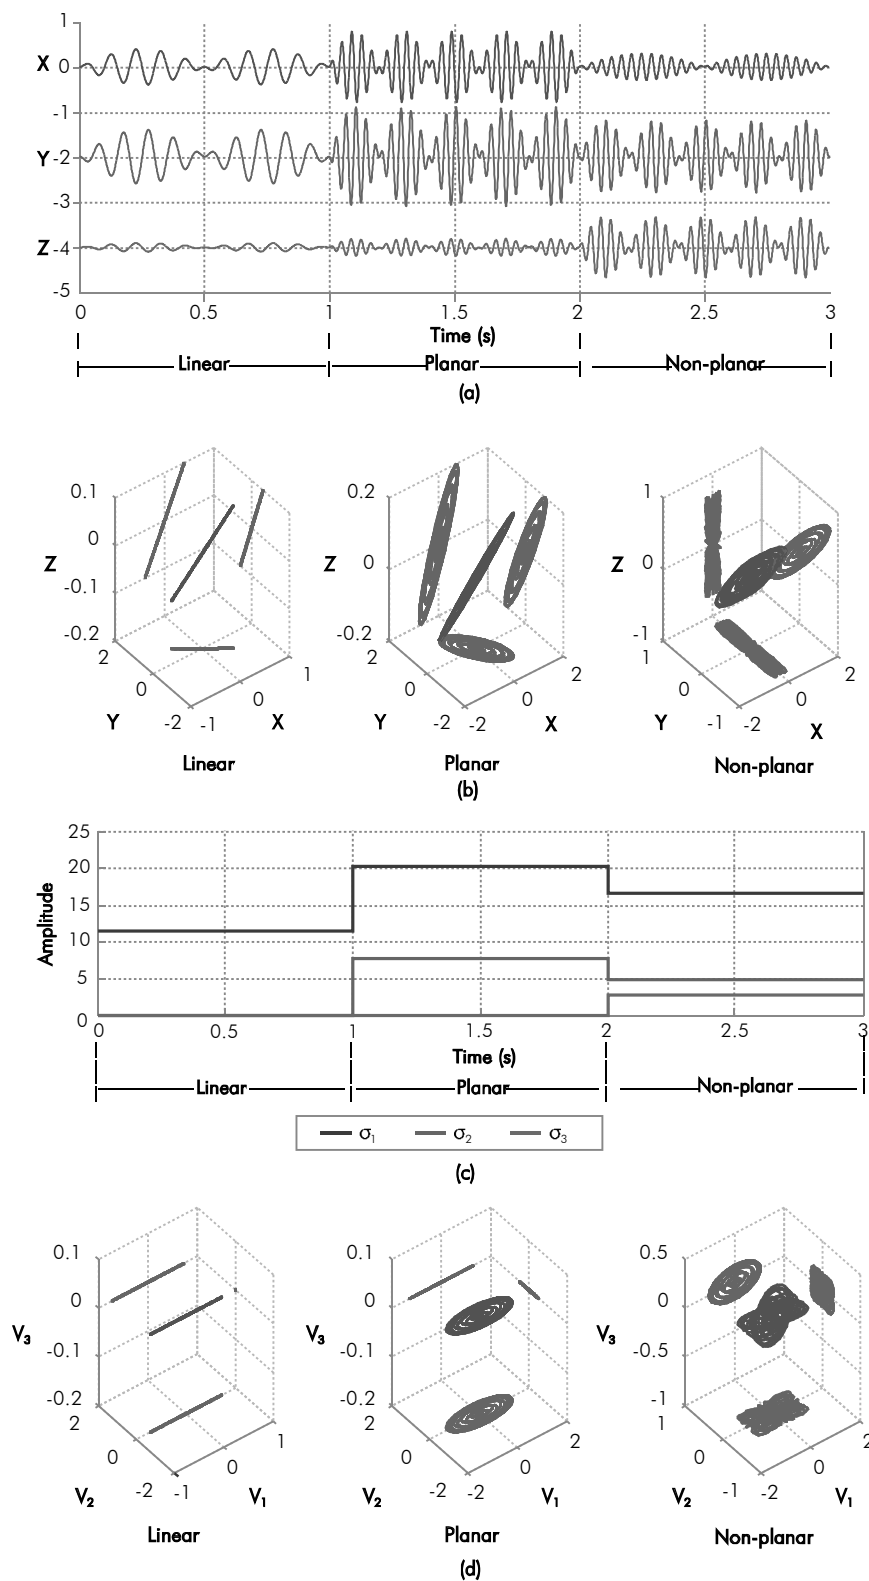 1
X 0
-1
Y -2
-3
Z -4
-5
0 0.5 1 1.5 2 2.5 3
Time (s)
Linear Planar Non-planar
(a)
0.1 0.2 1
0 0 0
Z Z Z
-0.1
-0.2 -0.2 -1
2 1 2 2 1 2
0 0 0 0 0 0
Y -2 -1 X Y -2 -2 X Y -1 -2 X
Linear Planar Non-planar
(b)
25
20
15
10
5
0
Amplitude
0 0.5 1 1.5 2 2.5 3
Time (s)
Linear Planar Non-planar
σ1 σ2 σ3
(c)
0.1 0.1 0.5
0 0 0
V3 V3 V3
-0.1 -0.1 -0.5
-0.2 -0.2 -1
2 1 2 2 1 2
0 0 0 0 0 0
V2 -2 -1 V1 V2 -2 -2 V1 V2 -1 -2 V1
Linear Planar Non-planar
(d)